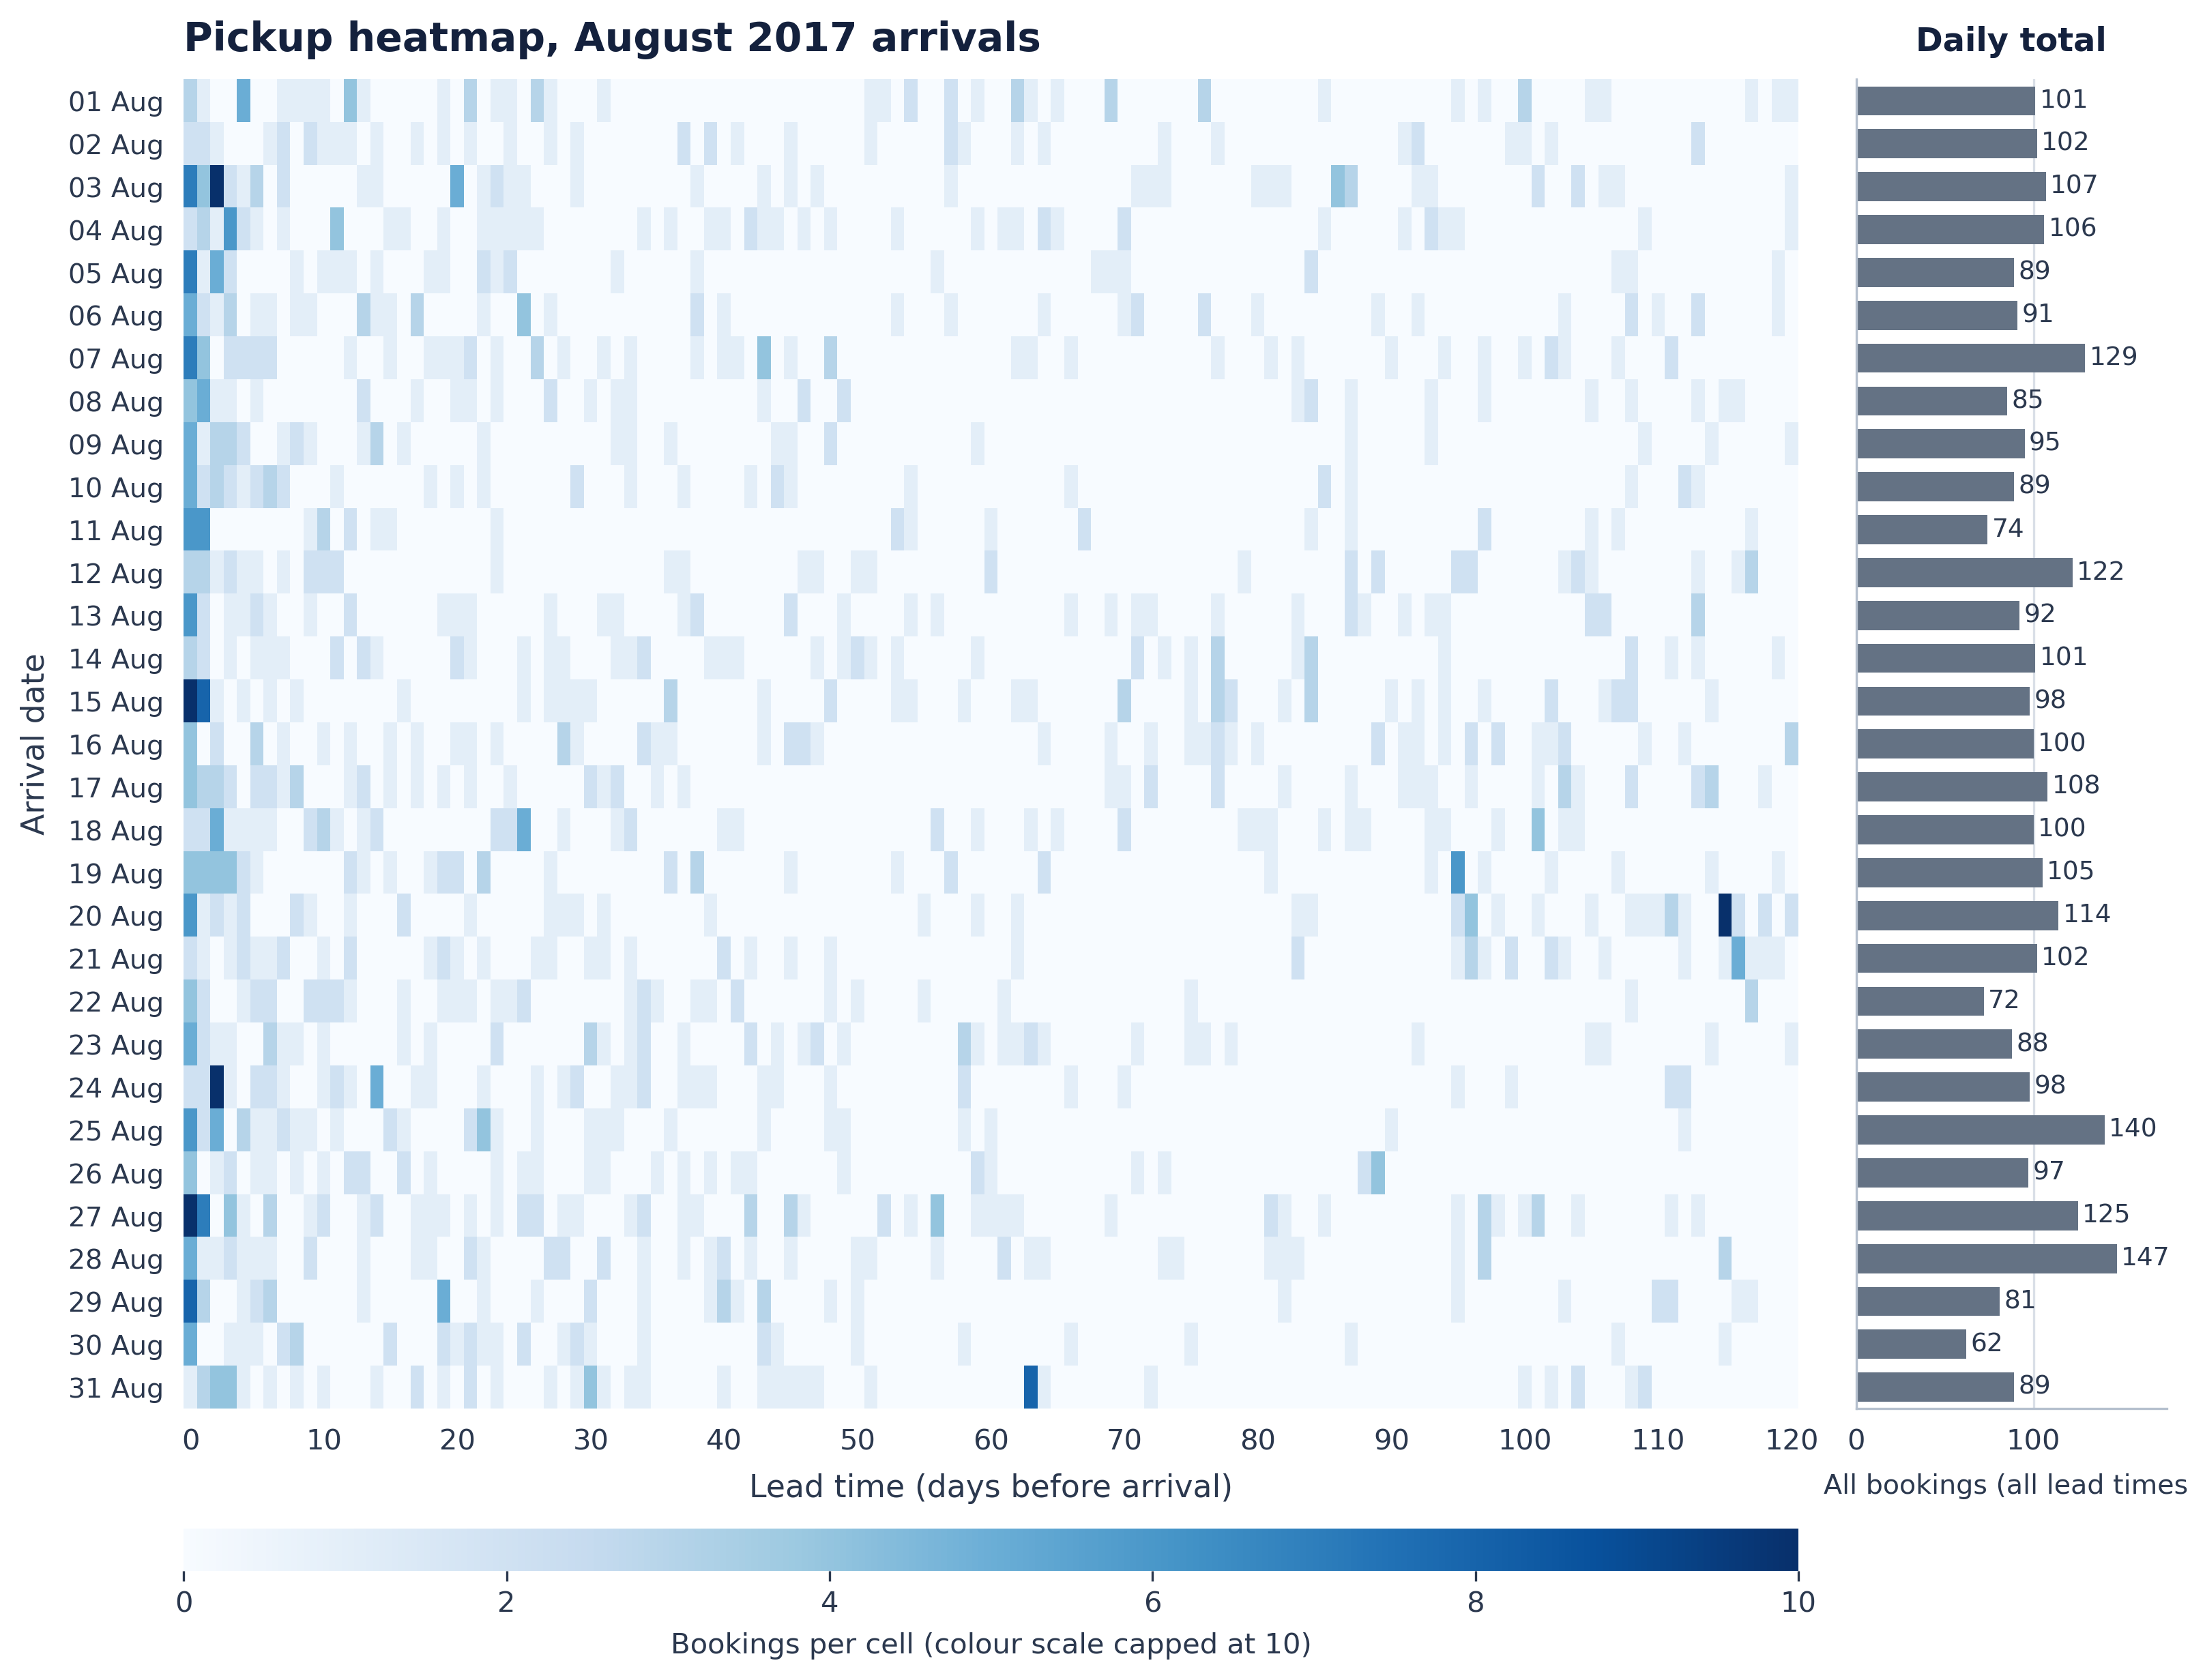 Pickup heatmap, August 2017 arrivals
Daily total
Arrival date
01 Aug 101
02 Aug 102
03 Aug 107
04 Aug 106
05 Aug 89
06 Aug 91
07 Aug 129
08 Aug 85
09 Aug 95
10 Aug 89
11 Aug 74
12 Aug 122
13 Aug 92
14 Aug 101
15 Aug 98
16 Aug 100
17 Aug 108
18 Aug 100
19 Aug 105
20 Aug 114
21 Aug 102
22 Aug 72
23 Aug 88
24 Aug 98
25 Aug 140
26 Aug 97
27 Aug 125
28 Aug 147
29 Aug 81
30 Aug 62
31 Aug 89
0 10 20 30 40 50 60 70 80 90 100 110 120
0 100
Lead time (days before arrival)
All bookings (all lead times
0 2 4 6 8 10
Bookings per cell (colour scale capped at 10)